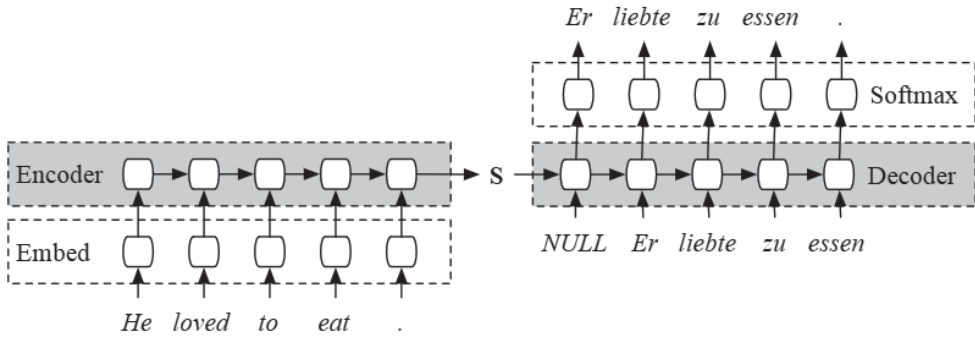 Er liebte zu essen .
Softmax
Encoder
S
Decoder
Embed
NULL Er liebte zu essen
He loved to eat .